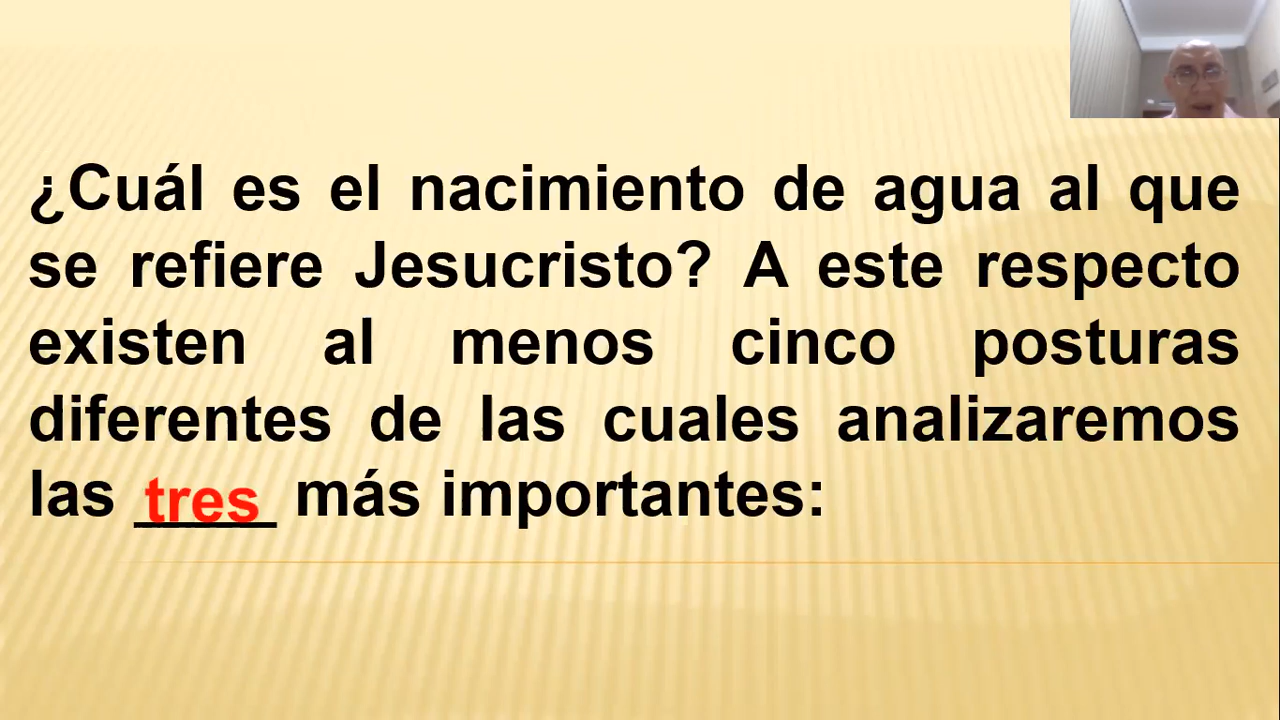 ¿Cuál es el nacimiento de agua al que
se refiere Jesucristo? A este respecto
existen al menos cinco posturas
diferentes de las cuales analizaremos
las tres más importantes: